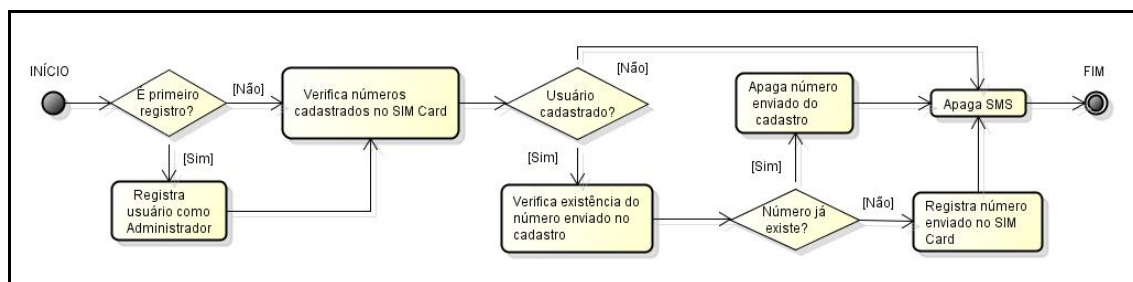 INÍCIO
É primeiro
registro?
[Não]
[Sim]
Registra
usuário como
Administrador
Verifica números
cadastrados no SIM Card
Usuário
cadastrado?
[Não]
[Sim]
Verifica existência do
número enviado no
cadastro
Número já
existe?
[Sim]
Apaga número
enviado do
cadastro
[Não]
Registra número
enviado no SIM
Card
Apaga SMS
FIM